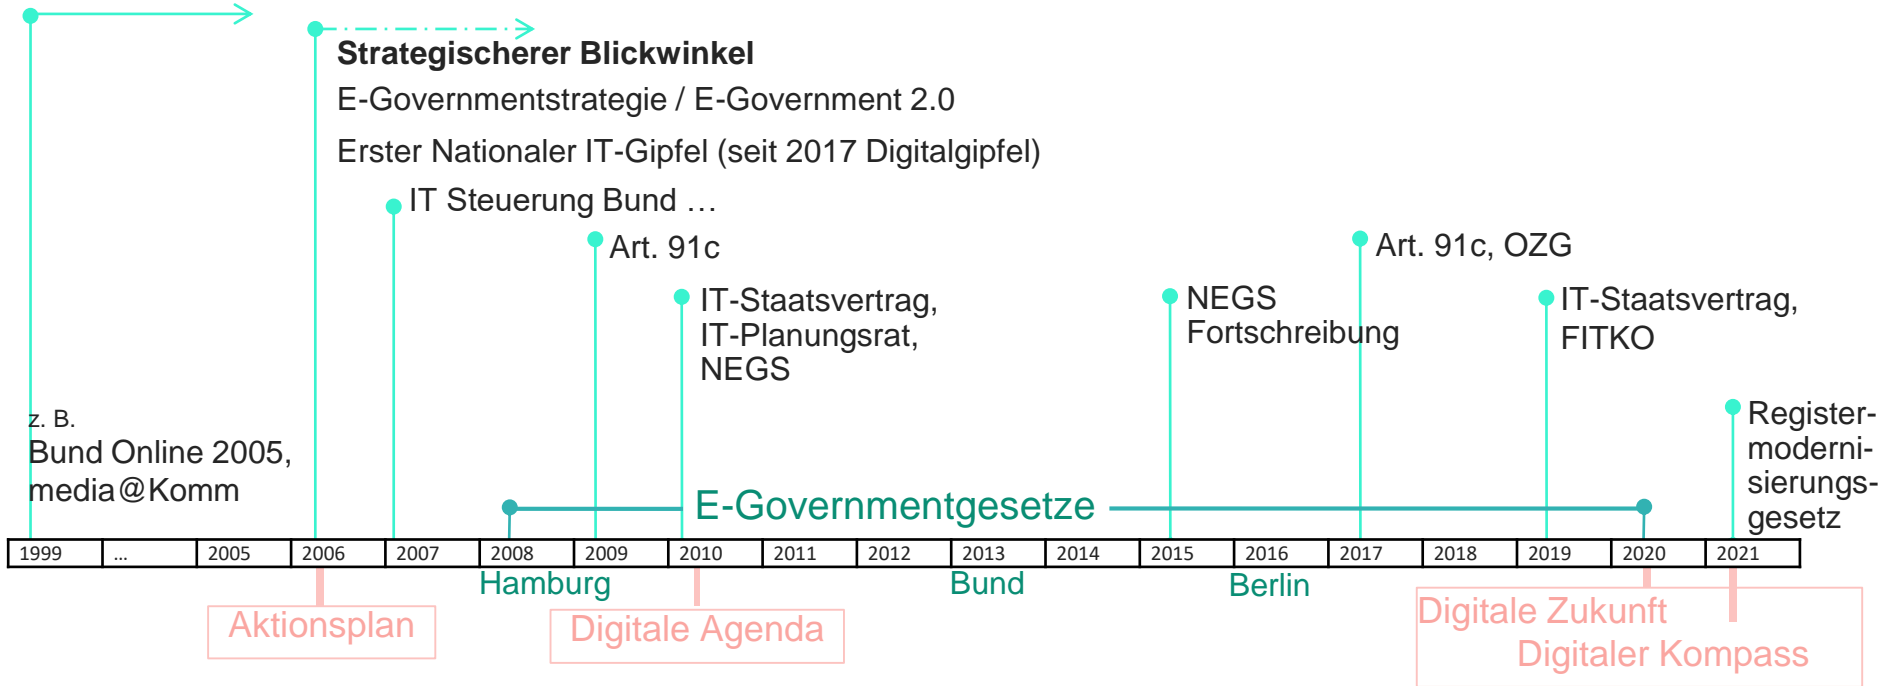 Strategischerer Blickwinkel
E-Governmentstrategie / E-Government 2.0
Erster Nationaler IT-Gipfel (seit 2017 Digitalgipfel)
IT Steuerung Bund …
Art. 91c
Art. 91c, OZG
IT-Staatsvertrag,
IT-Planungsrat,
NEGS
NEGS
Fortschreibung
IT-Staatsvertrag,
FITKO
z. B.
Bund Online 2005,
media@Komm
Register-
moderni-
sierungs-
gesetz
E-Governmentgesetze
1999 ... 2005 2006 2007 2008 2009 2010 2011 2012 2013 2014 2015 2016 2017 2018 2019 2020 2021
Hamburg Bund Berlin
Aktionsplan
Digitale Agenda
Digitale Zukunft
Digitaler Kompass